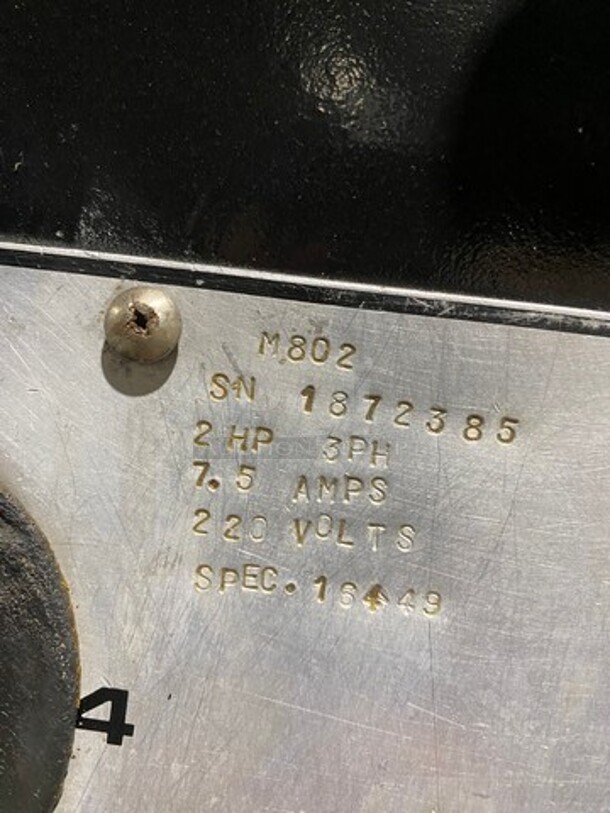 M802
SN 1872385
2 HP 3PH
7.5 AMPS
220 VOLTS
SPEC. 16449
4